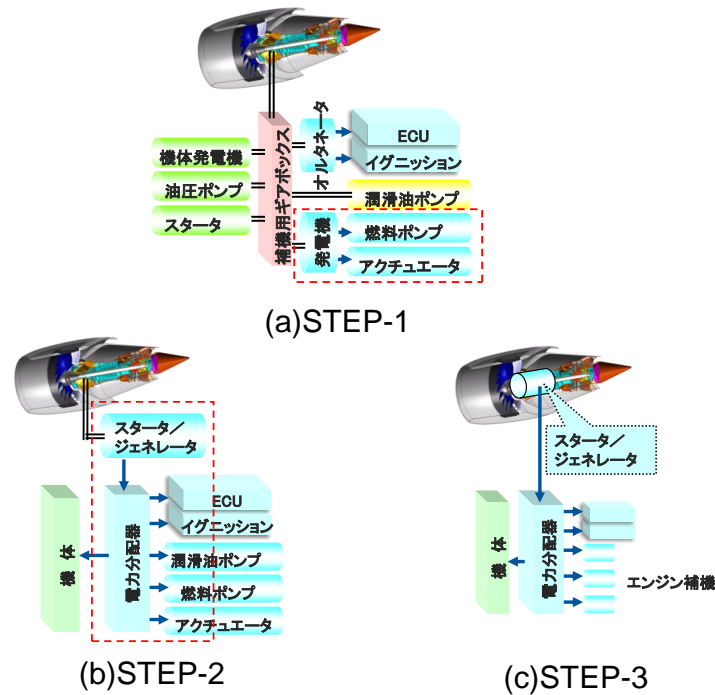 機体発電機
油圧ポンプ
スタータ
補機用ギアボックス
オルタネータ
ECU
イグニッション
潤滑油ポンプ
発電機
燃料ポンプ
アクチュエータ
(a)STEP-1
スタータ／
ジェネレータ
機 体
電力分配器
ECU
イグニッション
潤滑油ポンプ
燃料ポンプ
アクチュエータ
(b)STEP-2
スタータ／
ジェネレータ
機 体
電力分配器
エンジン補機
(c)STEP-3